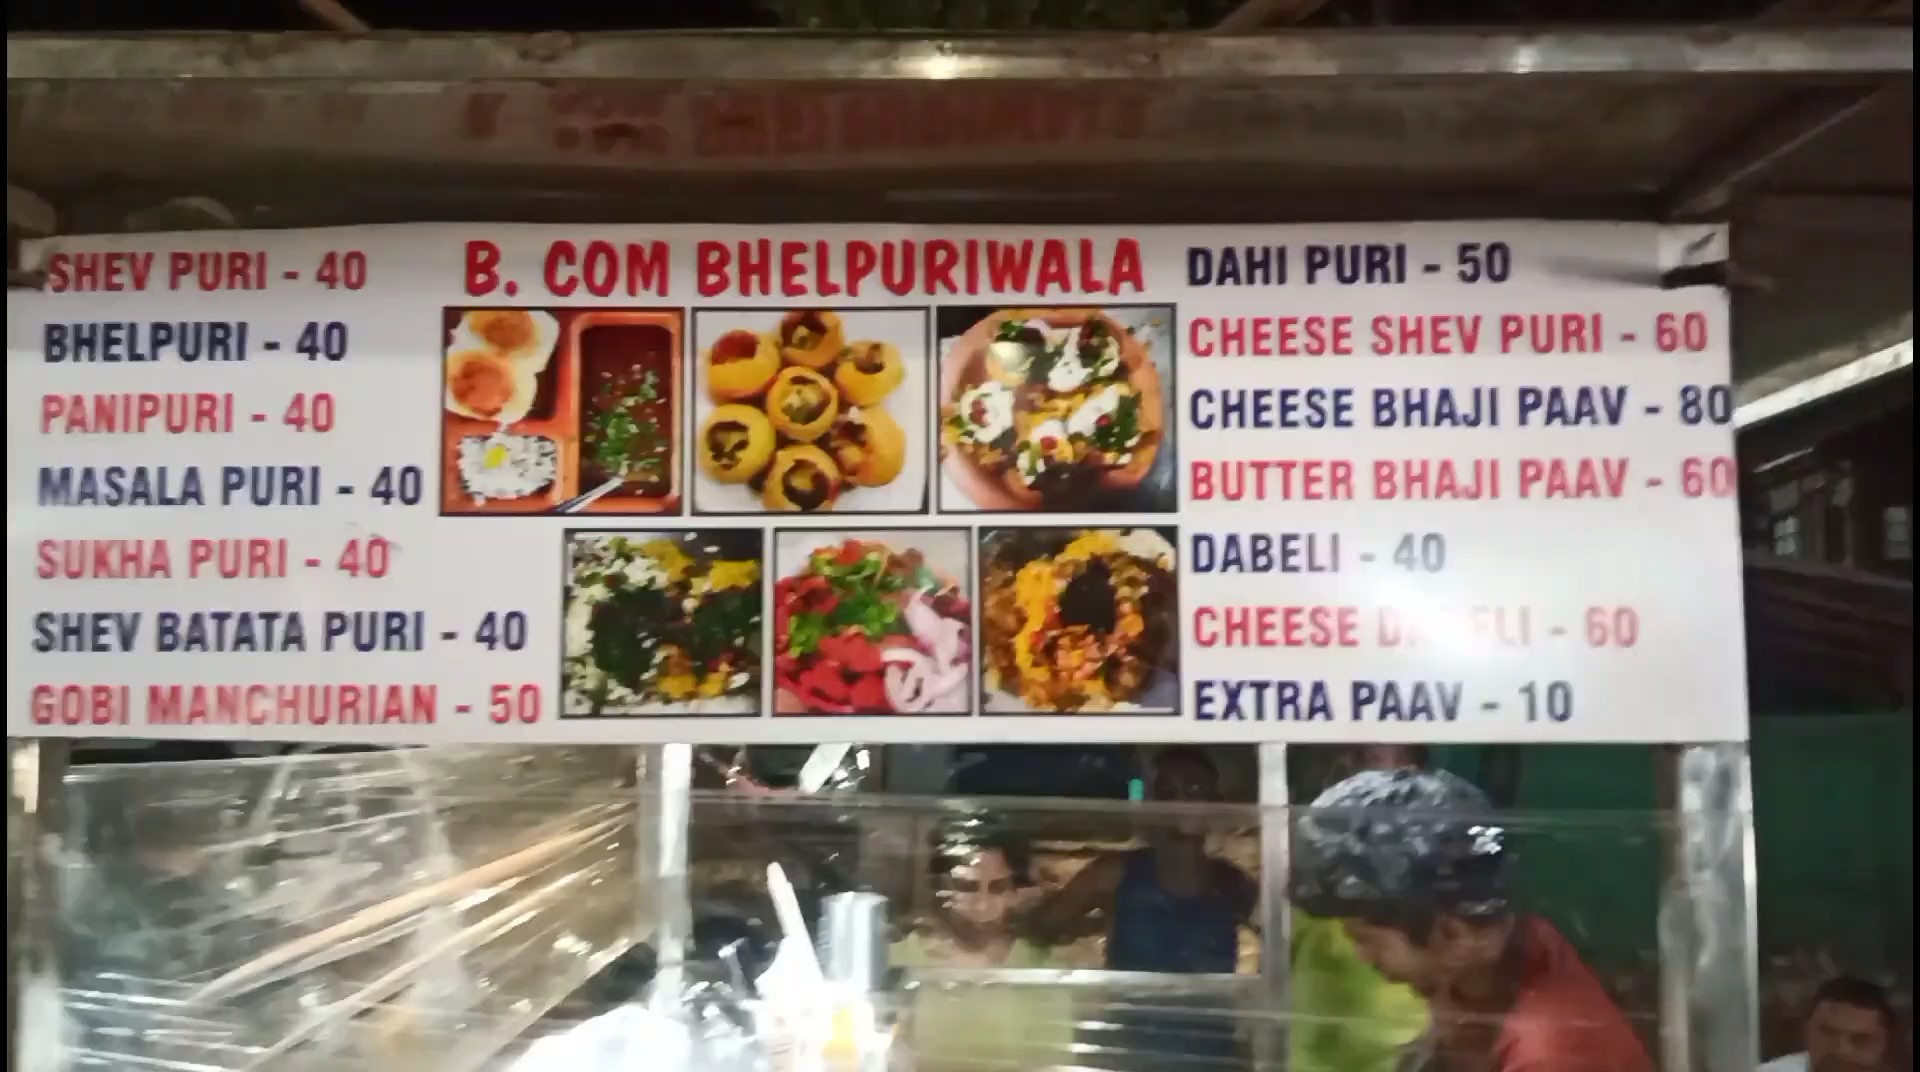 B. COM BHELPURIWALA
SHEV PURI - 40
BHELPURI - 40
PANIPURI - 40
MASALA PURI - 40
SUKHA PURI - 40
SHEV BATATA PURI - 40
GOBI MANCHURIAN - 50
DAHI PURI - 50
CHEESE SHEV PURI - 60
CHEESE BHAJI PAAV - 80
BUTTER BHAJI PAAV - 60
DABELI - 40
CHEESE DABELI - 60
EXTRA PAAV - 10